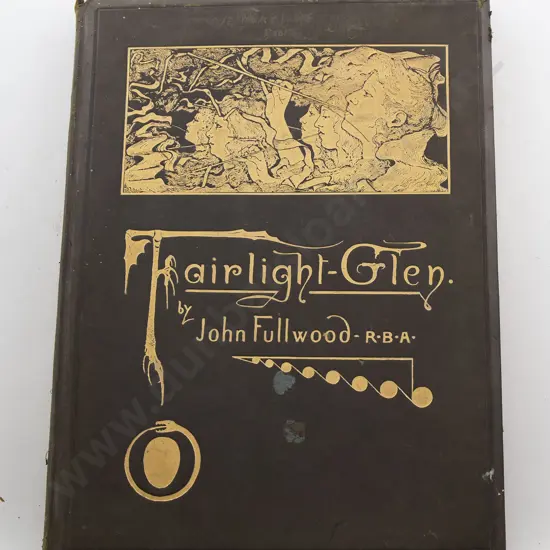 Fairlight-Glen.
by
John Fullwood - R.B.A.